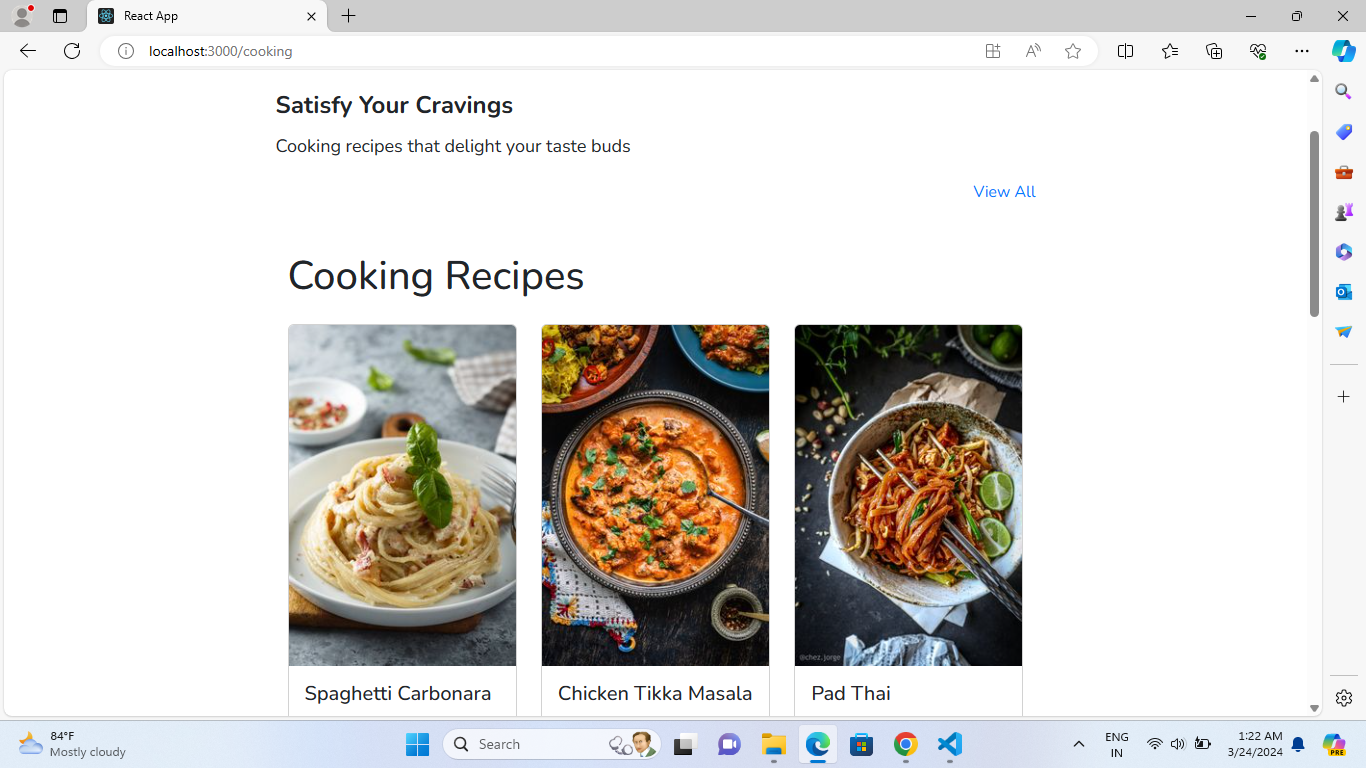 React App
localhost:3000/cooking
Satisfy Your Cravings
Cooking recipes that delight your taste buds
View All
Cooking Recipes
@chez.jorge
Spaghetti Carbonara
Chicken Tikka Masala
Pad Thai
84°F
Mostly cloudy
Search
ENG
IN
1:22 AM
3/24/2024
PRE